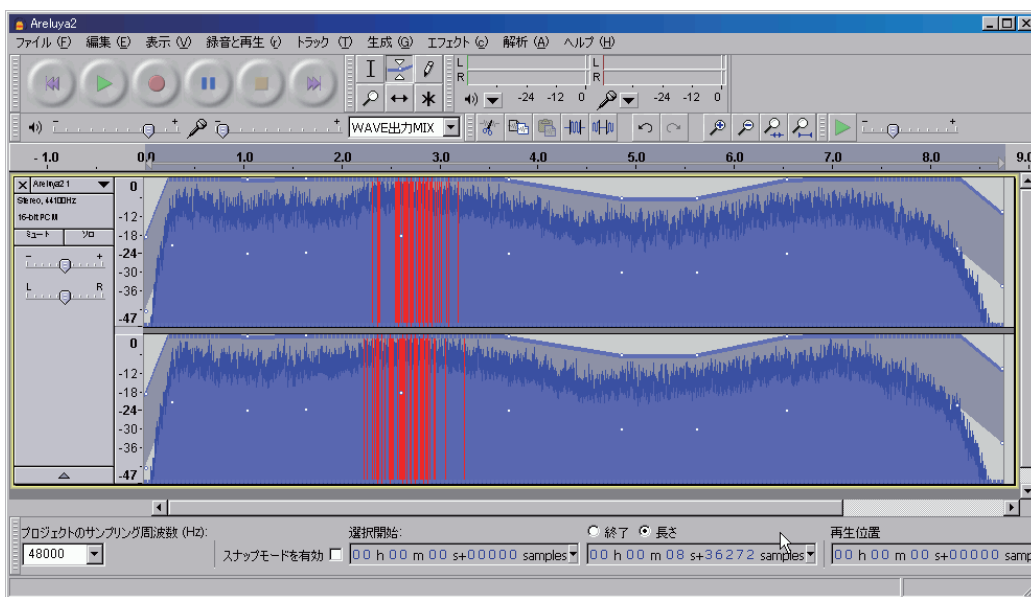 Areluya2
ファイル (F) 編集 (E) 表示 (V) 録音と再生 (r) トラック (T) 生成 (G) エフェクト (c) 解析 (A) ヘルプ (H)
L L
R R
-24 -12 0 -24 -12 0
- + - + WAVE出力MIX - +
- 1.0 0.0 1.0 2.0 3.0 4.0 5.0 6.0 7.0 8.0 9.0
Areluya2 1
Stereo, 44100Hz
16-bit PCM
ミュート ソロ
- +
L R
0
-12-
-18-
-24-
-30-
-36-
-47
0
-12-
-18-
-24-
-30-
-36-
-47
プロジェクトのサンプリング周波数 (Hz): 選択開始: 終了 長さ 再生位置
48000 スナップモードを有効 00 h 00 m 00 s+00000 samples 00 h 00 m 08 s+36272 samples 00 h 00 m 00 s+00000 samp